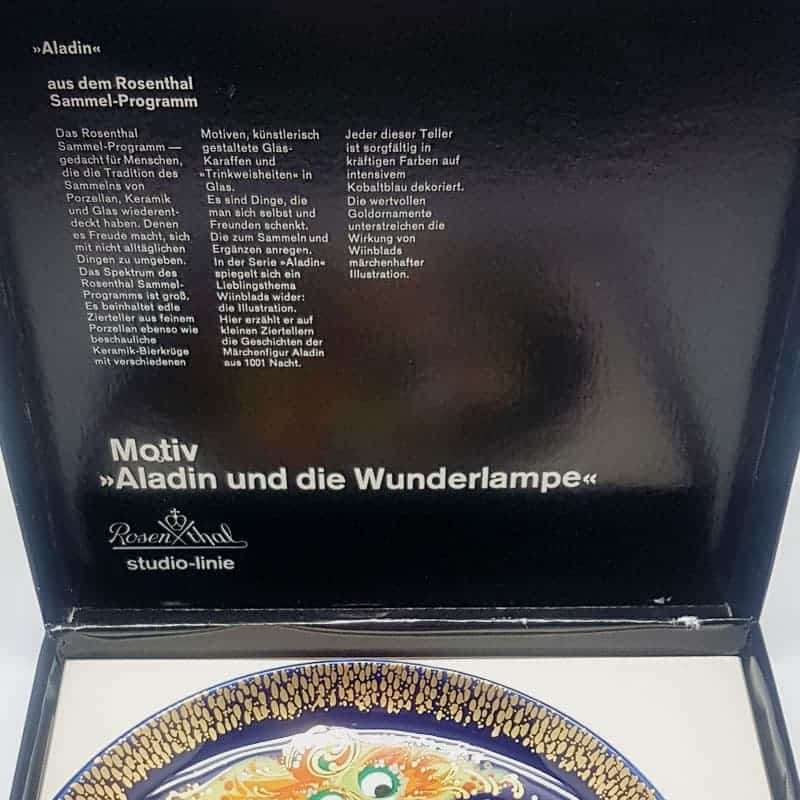 »Aladin«
aus dem Rosenthal
Sammel-Programm
Das Rosenthal
Sammel-Programm —
gedacht für Menschen,
die die Tradition des
Sammelns von
Porzellan, Keramik
und Glas wiederent-
deckt haben. Denen
es Freude macht, sich
mit nicht alltäglichen
Dingen zu umgeben.
Das Spektrum des
Rosenthal Sammel-
Programms ist groß.
Es beinhaltet edle
Zierteller aus feinem
Porzellan ebenso wie
beschauliche
Keramik-Bierkrüge
mit verschiedenen
Motiven, künstlerisch
gestaltete Glas-
Karaffen und
»Trinkweisheiten« in
Glas.
Es sind Dinge, die
man sich selbst und
Freunden schenkt.
Die zum Sammeln und
Ergänzen anregen.
In der Serie »Aladin«
spiegelt sich ein
Lieblingsthema
Wiinblads wider:
die Illustration.
Hier erzählt er auf
kleinen Ziertellern
die Geschichten der
Märchenfigur Aladin
aus 1001 Nacht.
Jeder dieser Teller
ist sorgfältig in
kräftigen Farben auf
intensivem
Kobaltblau dekoriert.
Die wertvollen
Goldornamente
unterstreichen die
Wirkung von
Wiinblads
märchenhafter
Illustration.
Motiv
»Aladin und die Wunderlampe«
Rosenthal
studio-linie